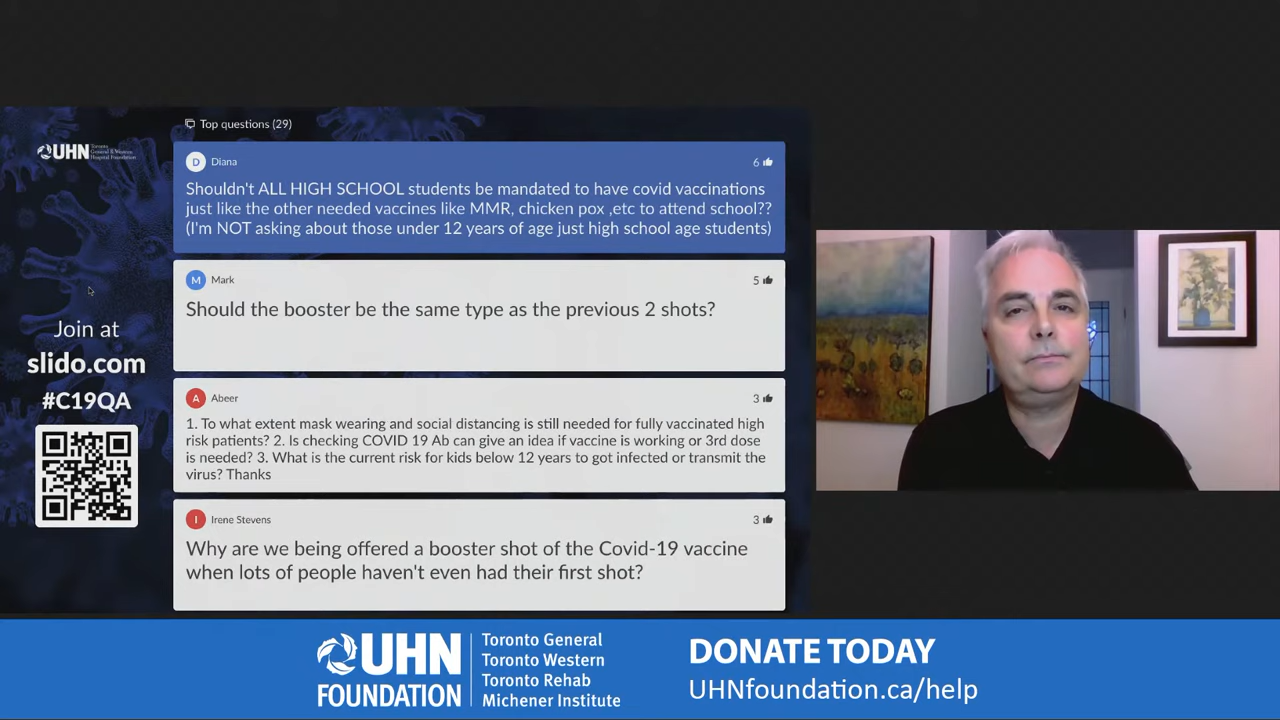 Top questions (29)
UHN Toronto
General & Western
Hospital Foundation
D Diana 6
Shouldn't ALL HIGH SCHOOL students be mandated to have covid vaccinations
just like the other needed vaccines like MMR, chicken pox ,etc to attend school??
(I'm NOT asking about those under 12 years of age just high school age students)
M Mark 5
Should the booster be the same type as the previous 2 shots?
Join at
slido.com
#C19QA
A Abeer 3
1. To what extent mask wearing and social distancing is still needed for fully vaccinated high
risk patients? 2. Is checking COVID 19 Ab can give an idea if vaccine is working or 3rd dose
is needed? 3. What is the current risk for kids below 12 years to got infected or transmit the
virus? Thanks
I Irene Stevens 3
Why are we being offered a booster shot of the Covid-19 vaccine
when lots of people haven't even had their first shot?
UHN
FOUNDATION
Toronto General
Toronto Western
Toronto Rehab
Michener Institute
DONATE TODAY
UHNfoundation.ca/help